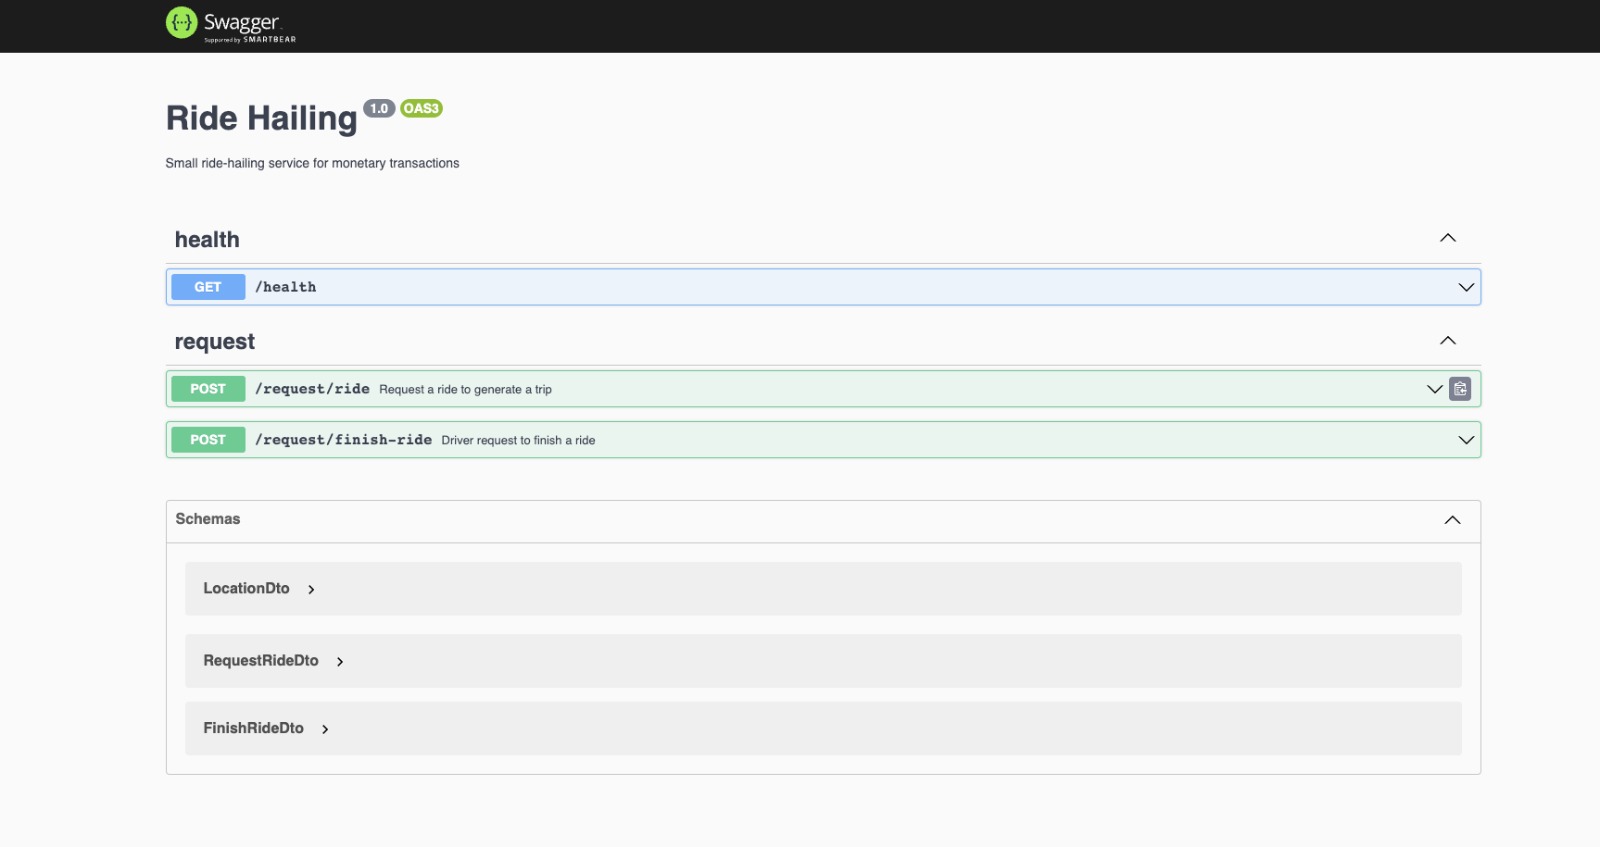 Swagger
Supported by SMARTBEAR
Ride Hailing 1.0 OAS3
Small ride-hailing service for monetary transactions
health
GET /health
request
POST /request/ride Request a ride to generate a trip
POST /request/finish-ride Driver request to finish a ride
Schemas
LocationDto
RequestRideDto
FinishRideDto